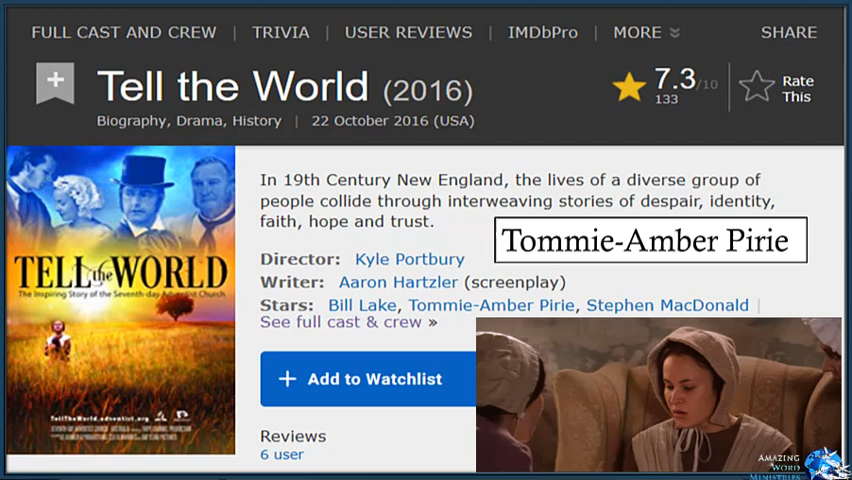 FULL CAST AND CREW | TRIVIA | USER REVIEWS | IMDbPro | MORE | SHARE
+ Tell the World (2016)
7.3/10
133
Rate
This
Biography, Drama, History | 22 October 2016 (USA)
In 19th Century New England, the lives of a diverse group of
people collide through interweaving stories of despair, identity,
faith, hope and trust.
Tommie-Amber Pirie
Director: Kyle Portbury
Writer: Aaron Hartzler (screenplay)
Stars: Bill Lake, Tommie-Amber Pirie, Stephen MacDonald |
See full cast & crew »
+ Add to Watchlist
Reviews
6 user
TELL the WORLD
The Inspiring Story of the Seventh-day Adventist Church
TellTheWorld.adventist.org
AMAZING
WORD
MINISTRIES